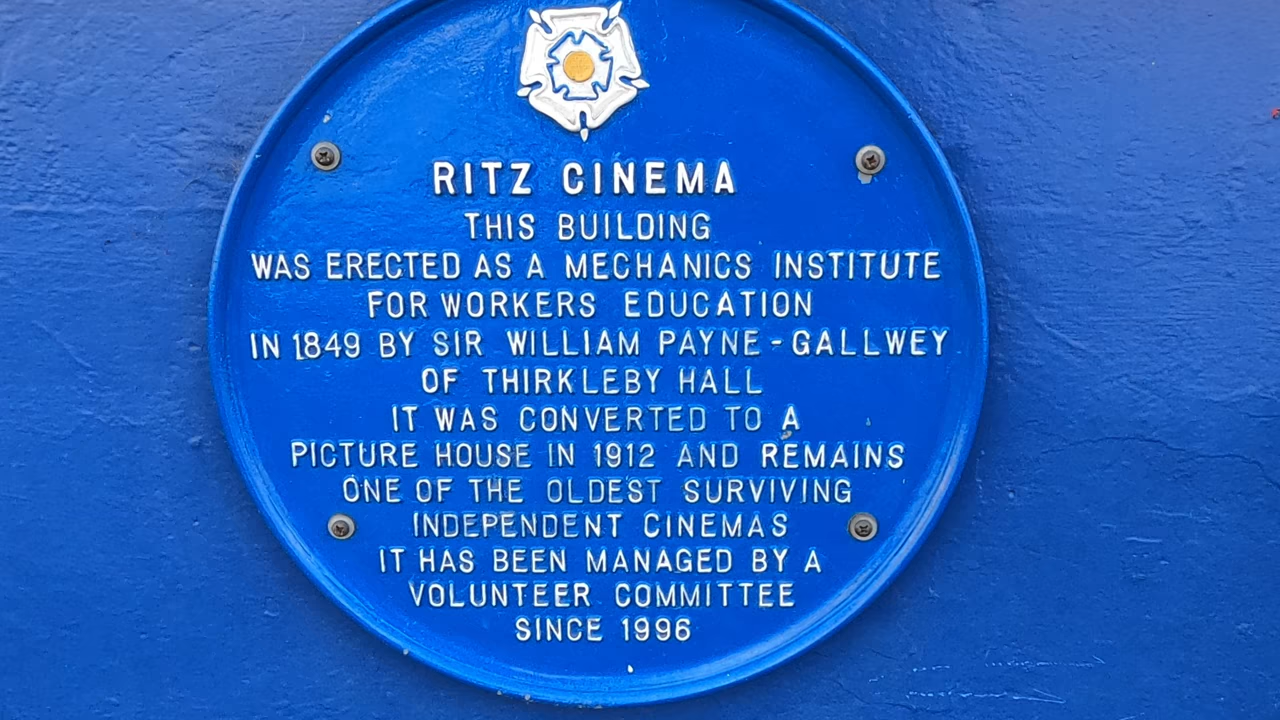 RITZ CINEMA
THIS BUILDING
WAS ERECTED AS A MECHANICS INSTITUTE
FOR WORKERS EDUCATION
IN 1849 BY SIR WILLIAM PAYNE-GALLWEY
OF THIRKLEBY HALL
IT WAS CONVERTED TO A
PICTURE HOUSE IN 1912 AND REMAINS
ONE OF THE OLDEST SURVIVING
INDEPENDENT CINEMAS
IT HAS BEEN MANAGED BY A
VOLUNTEER COMMITTEE
SINCE 1996